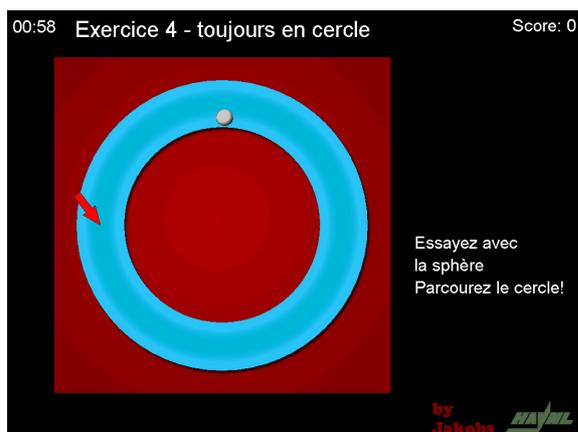 00:58
Exercice 4 - toujours en cercle
Score: 0
Essayez avec
la sphère
Parcourez le cercle!
by
Jakobs